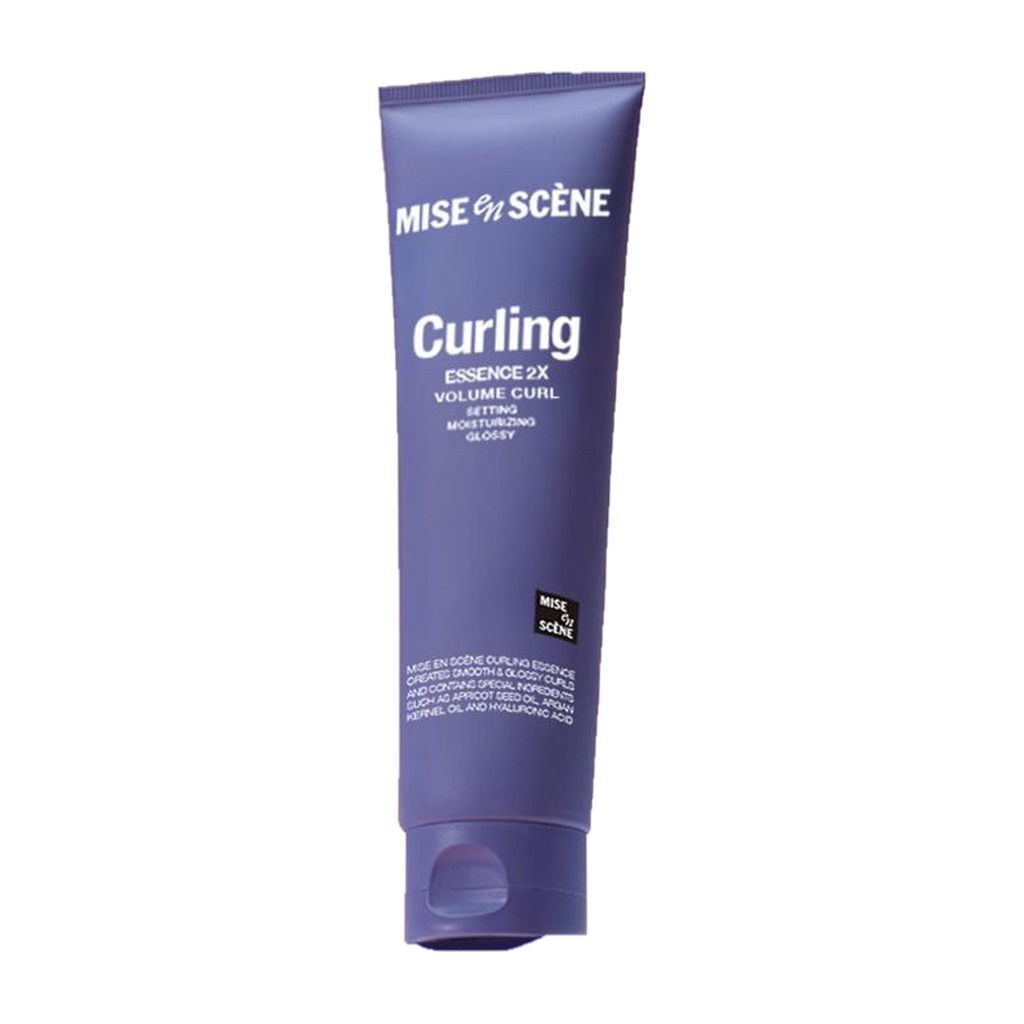 MISE en SCÈNE
Curling
ESSENCE 2X
VOLUME CURL
SETTING
MOISTURIZING
GLOSSY
MISE
en
SCÈNE
MISE EN SCÈNE CURLING ESSENCE
CREATES SMOOTH & GLOSSY CURLS
AND CONTAINS SPECIAL INGREDIENTS
SUCH AS APRICOT SEED OIL, ARGAN
KERNEL OIL AND HYALURONIC ACID